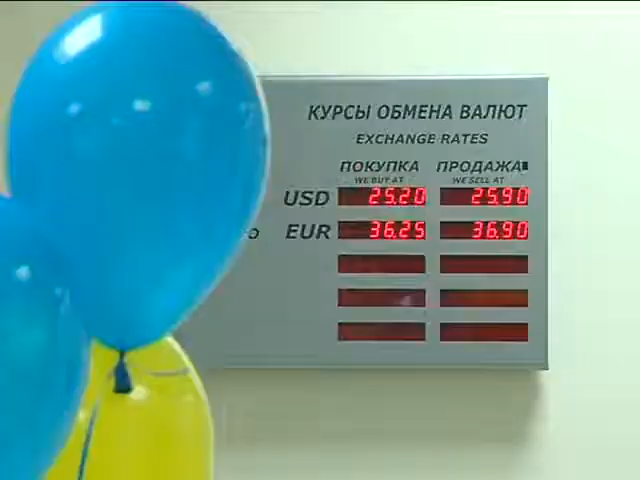 КУРСЫ ОБМЕНА ВАЛЮТ
EXCHANGE RATES
ПОКУПКА ПРОДАЖА
WE BUY AT WE SELL AT
USD 25.20 25.90
EUR 36.25 36.90